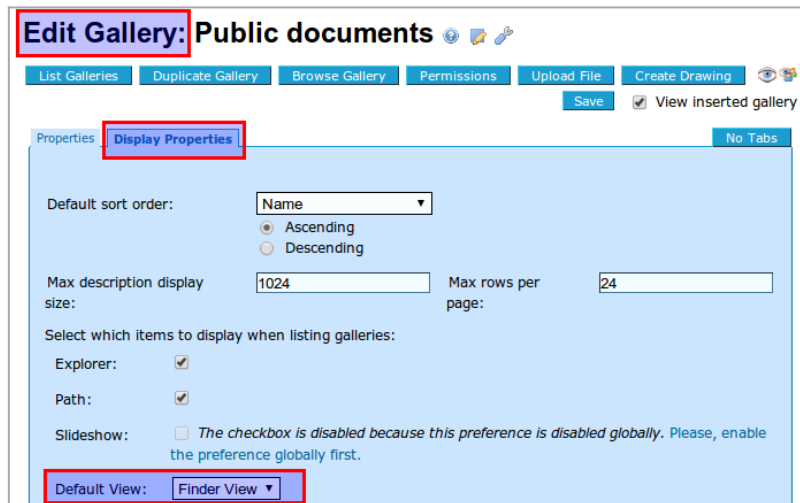 Edit Gallery: Public documents
List Galleries Duplicate Gallery Browse Gallery Permissions Upload File Create Drawing
Save View inserted gallery
Properties Display Properties No Tabs
Default sort order: Name
Ascending
Descending
Max description display size: 1024 Max rows per page: 24
Select which items to display when listing galleries:
Explorer:
Path:
Slideshow: The checkbox is disabled because this preference is disabled globally. Please, enable
the preference globally first.
Default View: Finder View